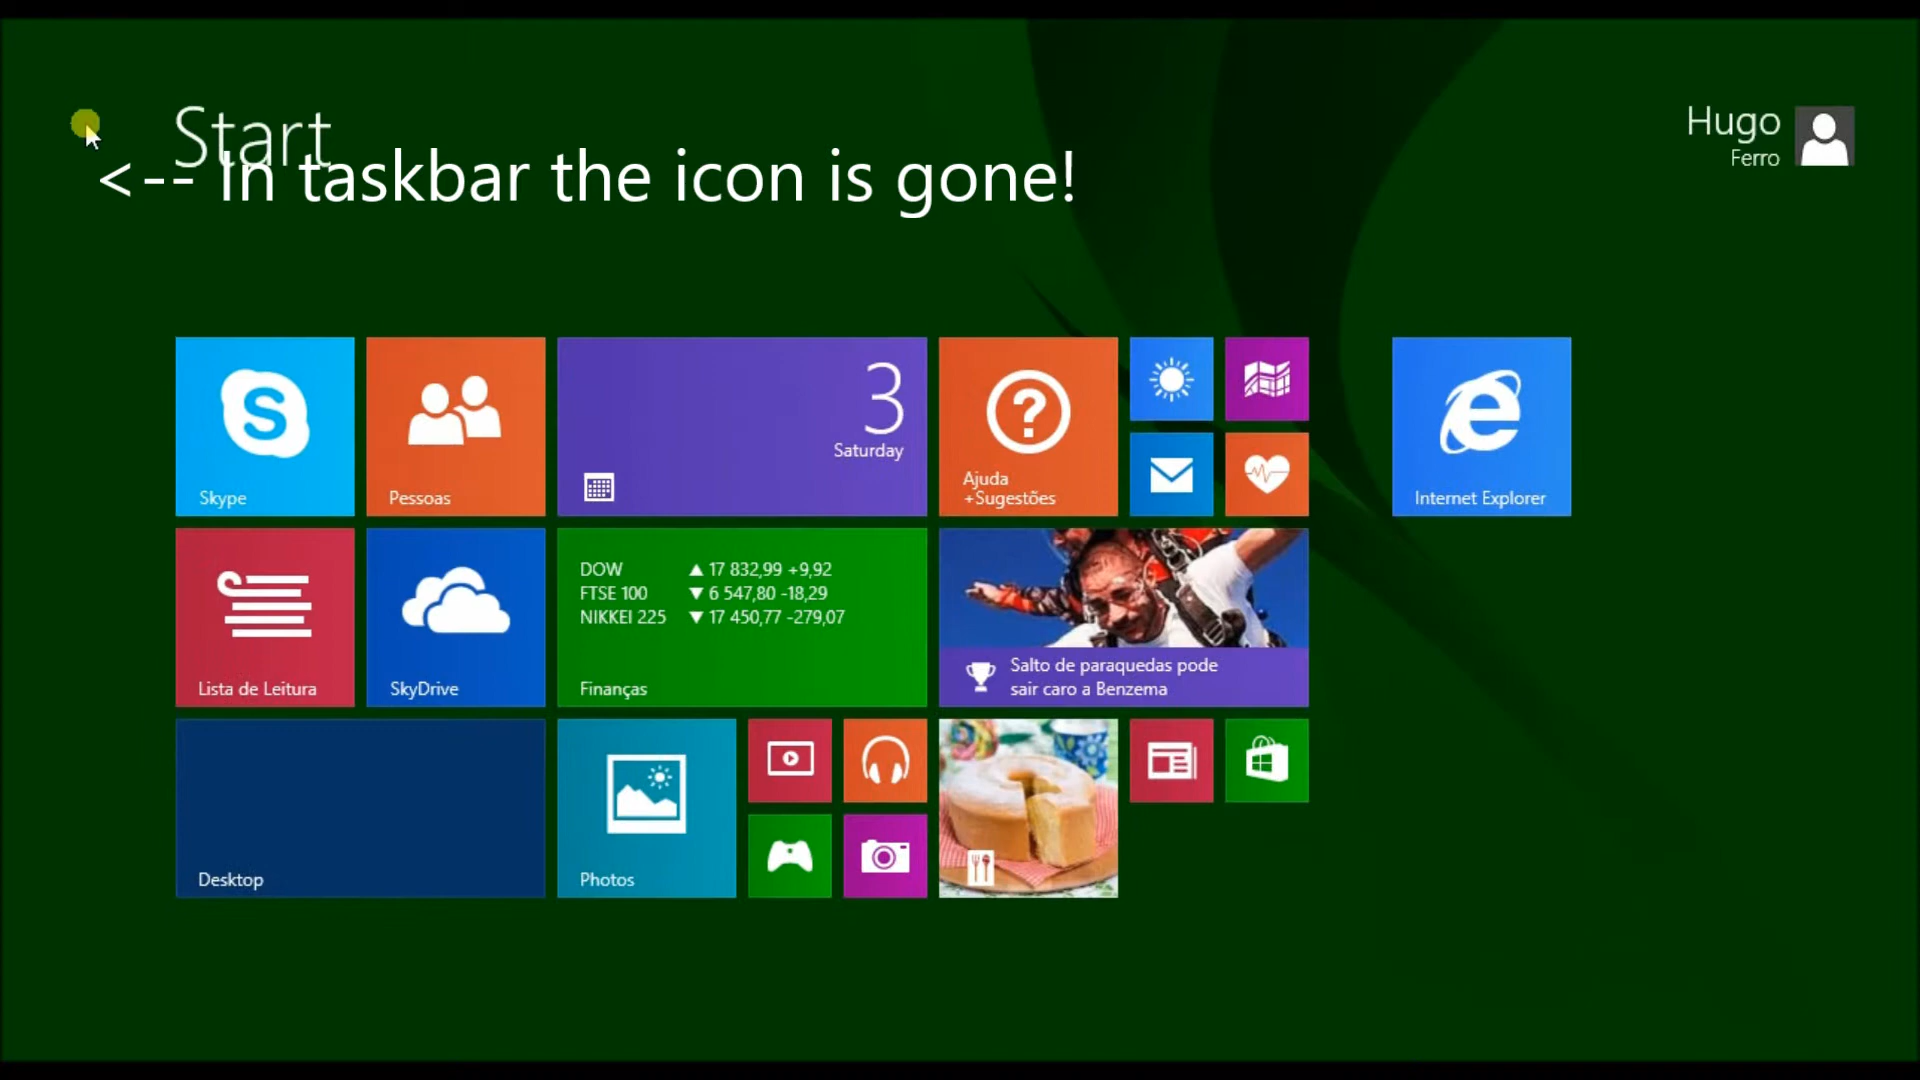 Start
<-- In taskbar the icon is gone!
Hugo
Ferro
Skype
Pessoas
3
Saturday
Ajuda
+Sugestões
Internet Explorer
Lista de Leitura
SkyDrive
DOW ▲ 17 832,99 +9,92
FTSE 100 ▼ 6 547,80 -18,29
NIKKEI 225 ▼ 17 450,77 -279,07
Finanças
Salto de paraquedas pode
sair caro a Benzema
Desktop
Photos